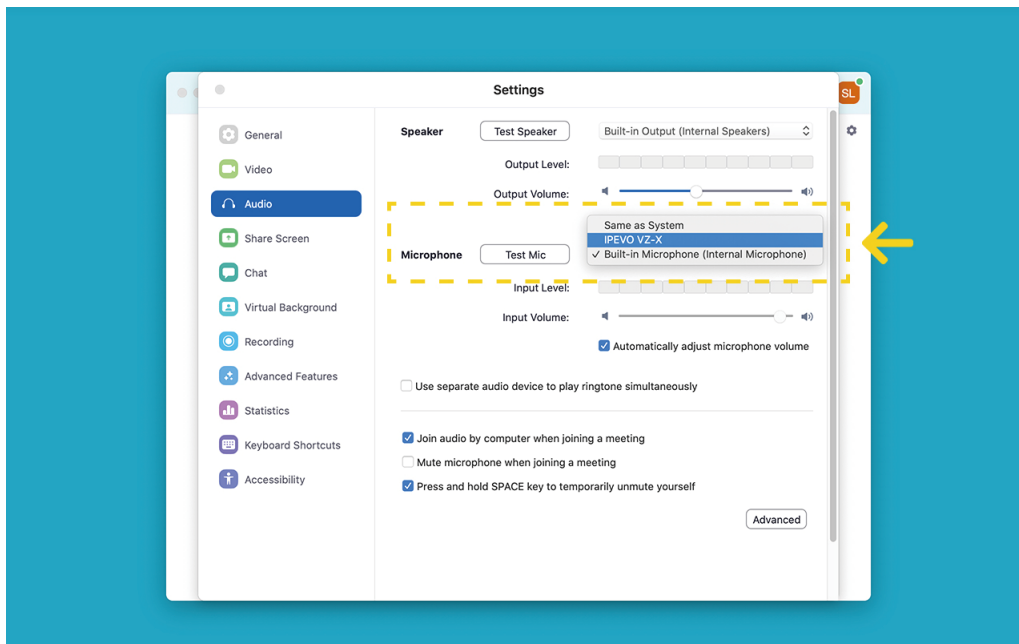 Settings
SL
General
Video
Audio
Share Screen
Chat
Virtual Background
Recording
Advanced Features
Statistics
Keyboard Shortcuts
Accessibility
Speaker
Test Speaker
Built-in Output (Internal Speakers)
Output Level:
Output Volume:
Microphone
Test Mic
Same as System
IPEVO VZ-X
✓ Built-in Microphone (Internal Microphone)
Input Level:
Input Volume:
Automatically adjust microphone volume
Use separate audio device to play ringtone simultaneously
Join audio by computer when joining a meeting
Mute microphone when joining a meeting
Press and hold SPACE key to temporarily unmute yourself
Advanced